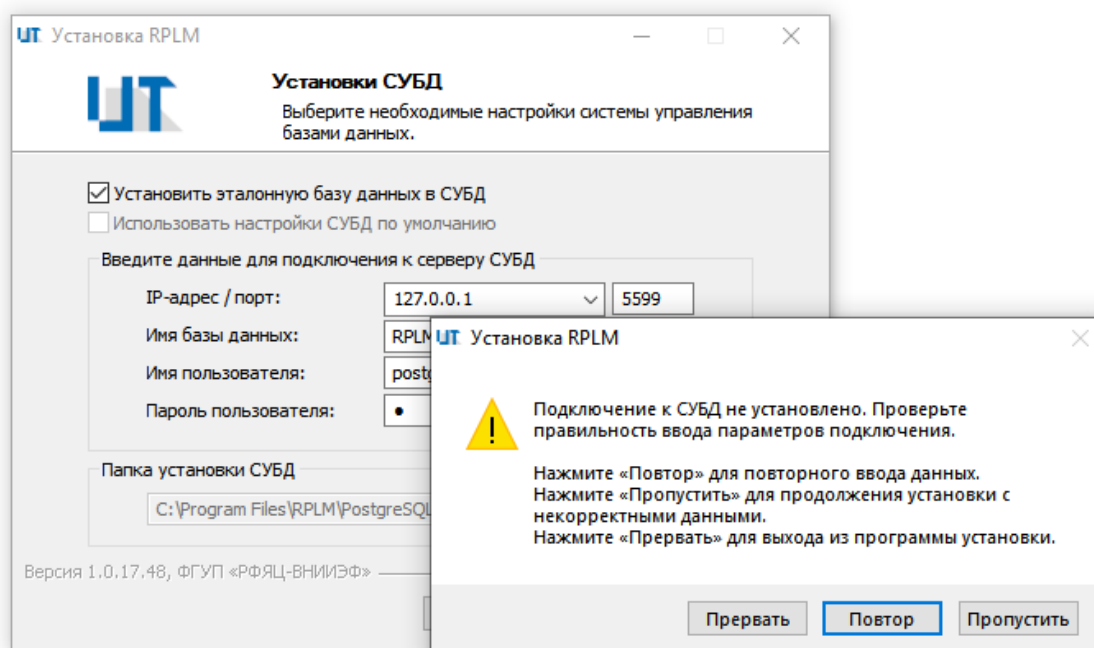 Установка RPLM
Установки СУБД
Выберите необходимые настройки системы управления
базами данных.
Установить эталонную базу данных в СУБД
Использовать настройки СУБД по умолчанию
Введите данные для подключения к серверу СУБД
IP-адрес / порт:
127.0.0.1
5599
Имя базы данных:
RPLM
Имя пользователя:
postg
Пароль пользователя:
Папка установки СУБД
C:\Program Files\RPLM\PostgreSQL
Версия 1.0.17.48, ФГУП «РФЯЦ-ВНИИЭФ»
Установка RPLM
Подключение к СУБД не установлено. Проверьте
правильность ввода параметров подключения.
Нажмите «Повтор» для повторного ввода данных.
Нажмите «Пропустить» для продолжения установки с
некорректными данными.
Нажмите «Прервать» для выхода из программы установки.
Прервать
Повтор
Пропустить